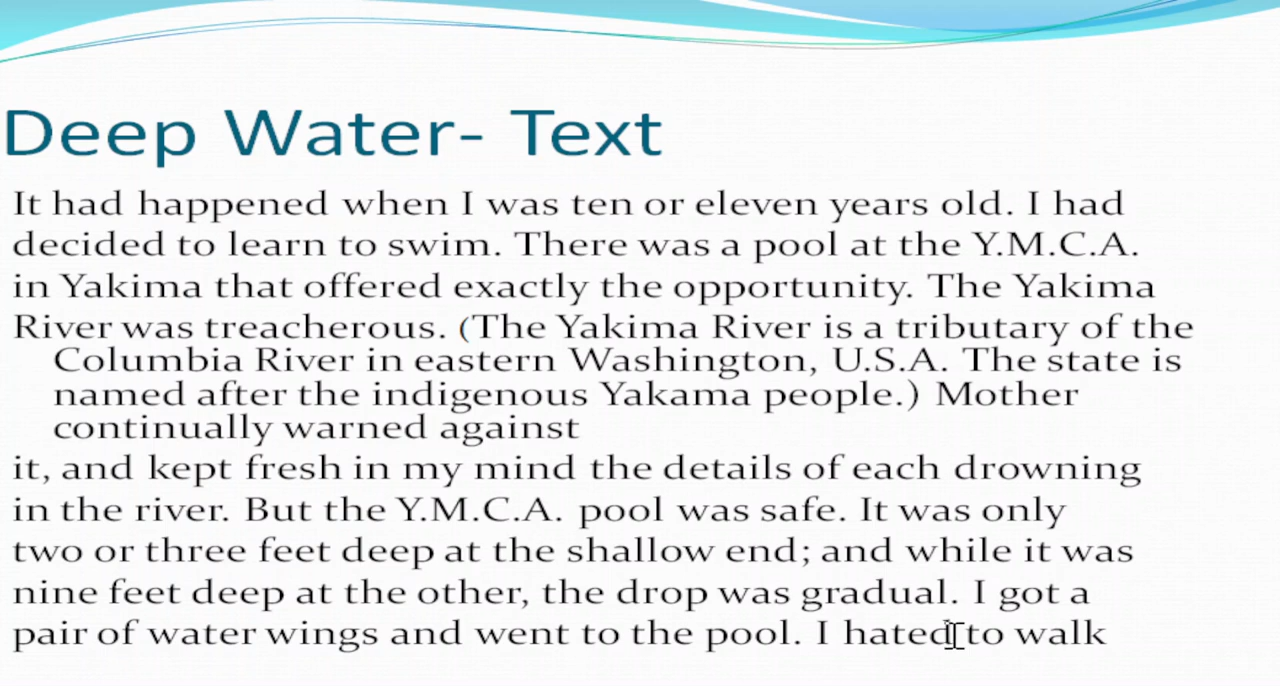 Deep Water- Text
It had happened when I was ten or eleven years old. I had
decided to learn to swim. There was a pool at the Y.M.C.A.
in Yakima that offered exactly the opportunity. The Yakima
River was treacherous. (The Yakima River is a tributary of the
Columbia River in eastern Washington, U.S.A. The state is
named after the indigenous Yakama people.) Mother
continually warned against
it, and kept fresh in my mind the details of each drowning
in the river. But the Y.M.C.A. pool was safe. It was only
two or three feet deep at the shallow end; and while it was
nine feet deep at the other, the drop was gradual. I got a
pair of water wings and went to the pool. I hated to walk